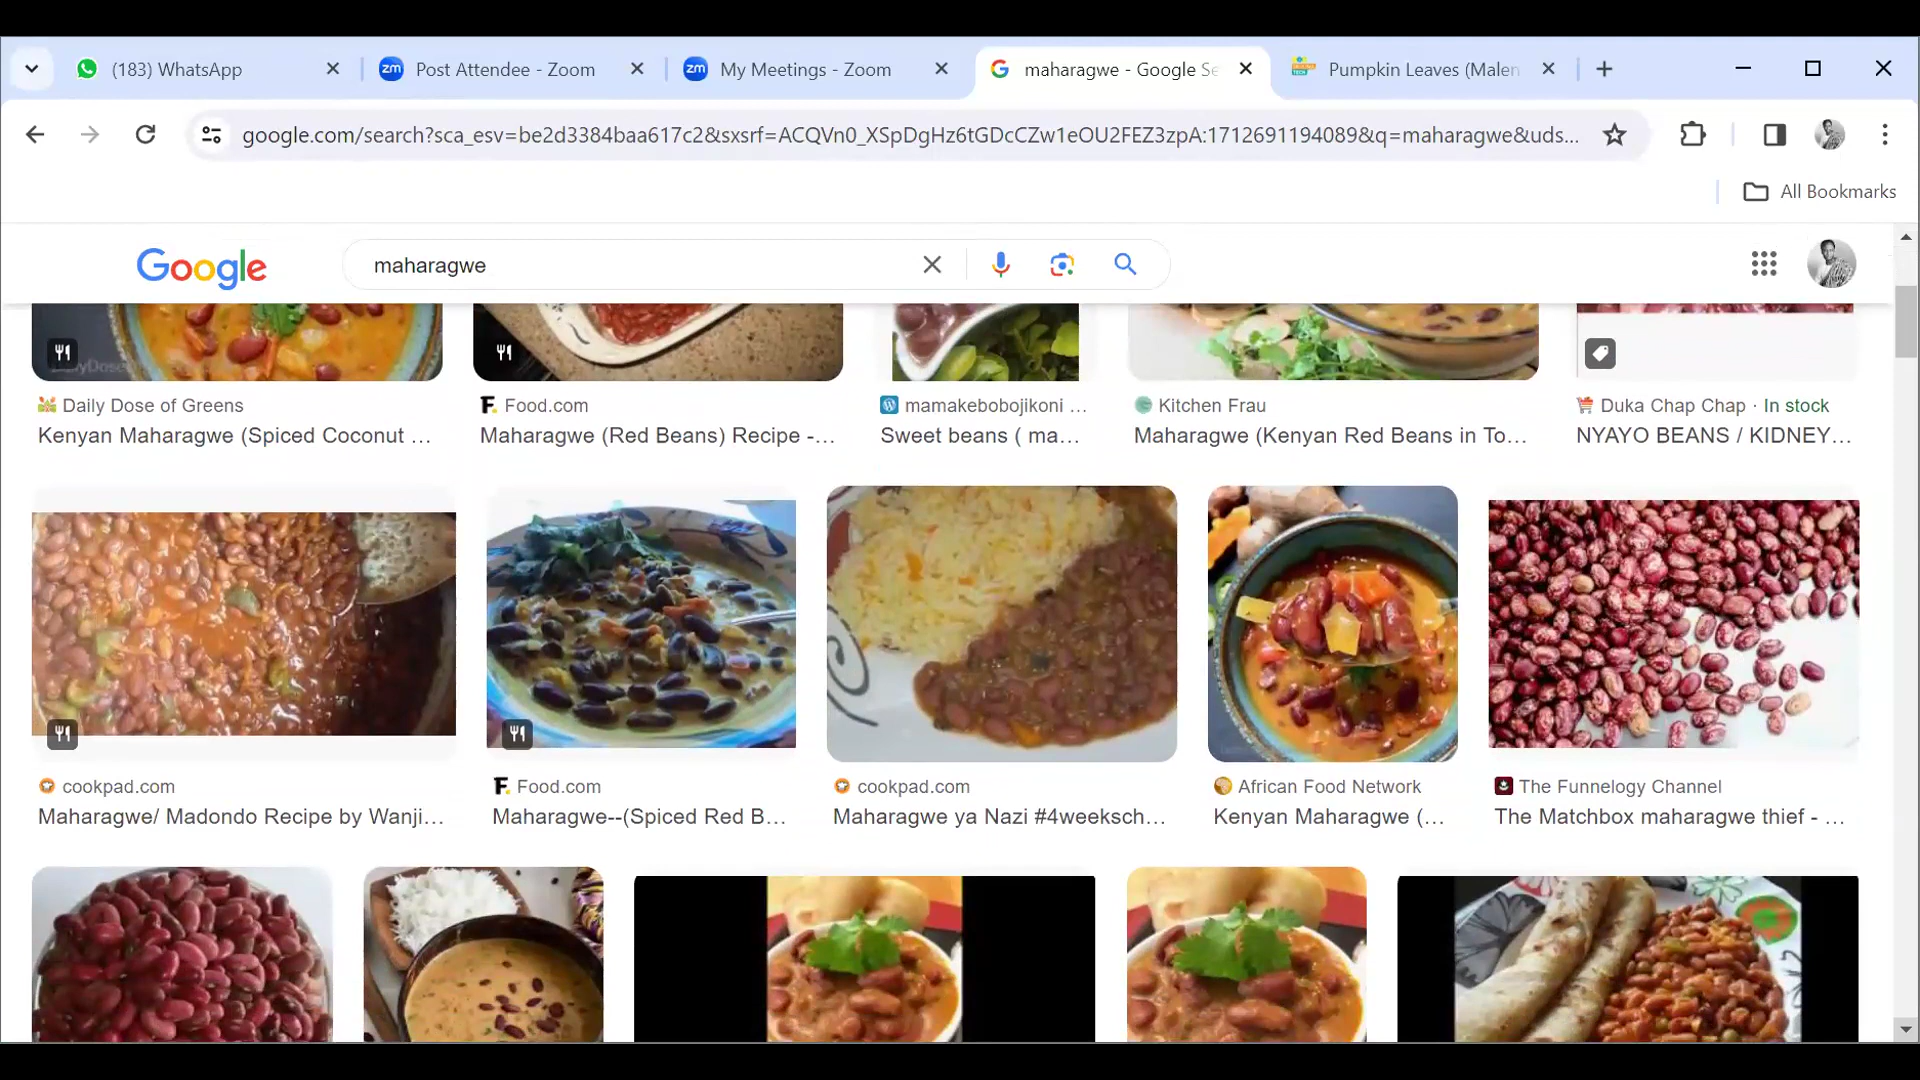 (183) WhatsApp
Post Attendee - Zoom
My Meetings - Zoom
maharagwe - Google Se
Pumpkin Leaves (Malen
google.com/search?sca_esv=be2d3384baa617c2&sxsrf=ACQVn0_XSpDgHz6tGDcCZw1eOU2FEZ3zpA:1712691194089&q=maharagwe&uds...
All Bookmarks
Google
maharagwe
Daily Dose of Greens
Kenyan Maharagwe (Spiced Coconut ...
Food.com
Maharagwe (Red Beans) Recipe -...
mamakebobojikoni ...
Sweet beans ( ma...
Kitchen Frau
Maharagwe (Kenyan Red Beans in To...
Duka Chap Chap · In stock
NYAYO BEANS / KIDNEY...
cookpad.com
Maharagwe/ Madondo Recipe by Wanji...
Food.com
Maharagwe--(Spiced Red B...
cookpad.com
Maharagwe ya Nazi #4weeksch...
African Food Network
Kenyan Maharagwe (...
The Funnelogy Channel
The Matchbox maharagwe thief - ...